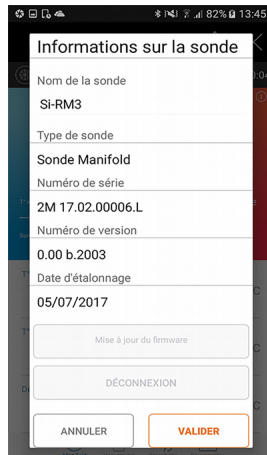 82% 13:45
Informations sur la sonde
Nom de la sonde
Si-RM3
Type de sonde
Sonde Manifold
Numéro de série
2M 17.02.00006.L
Numéro de version
0.00 b.2003
Date d'étalonnage
05/07/2017
Mise à jour du firmware
DÉCONNEXION
ANNULER VALIDER